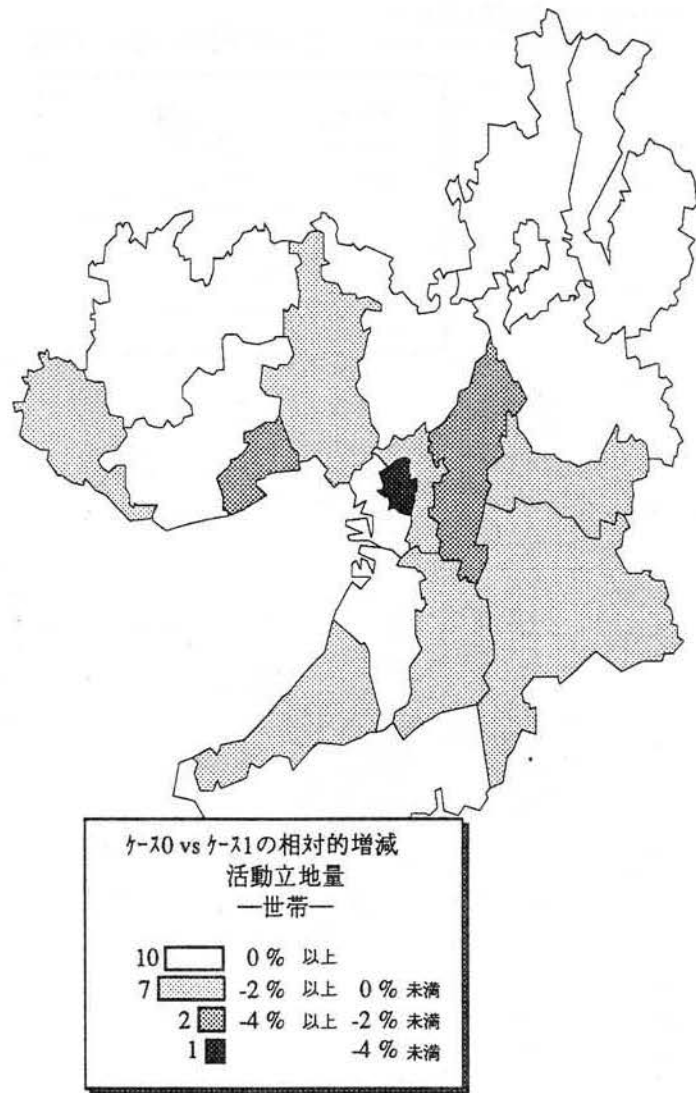 ケース0 vs ケース1の相対的増減
活動立地量
―世帯―
10 0 % 以上
7 -2 % 以上 0 % 未満
2 -4 % 以上 -2 % 未満
1 -4 % 未満